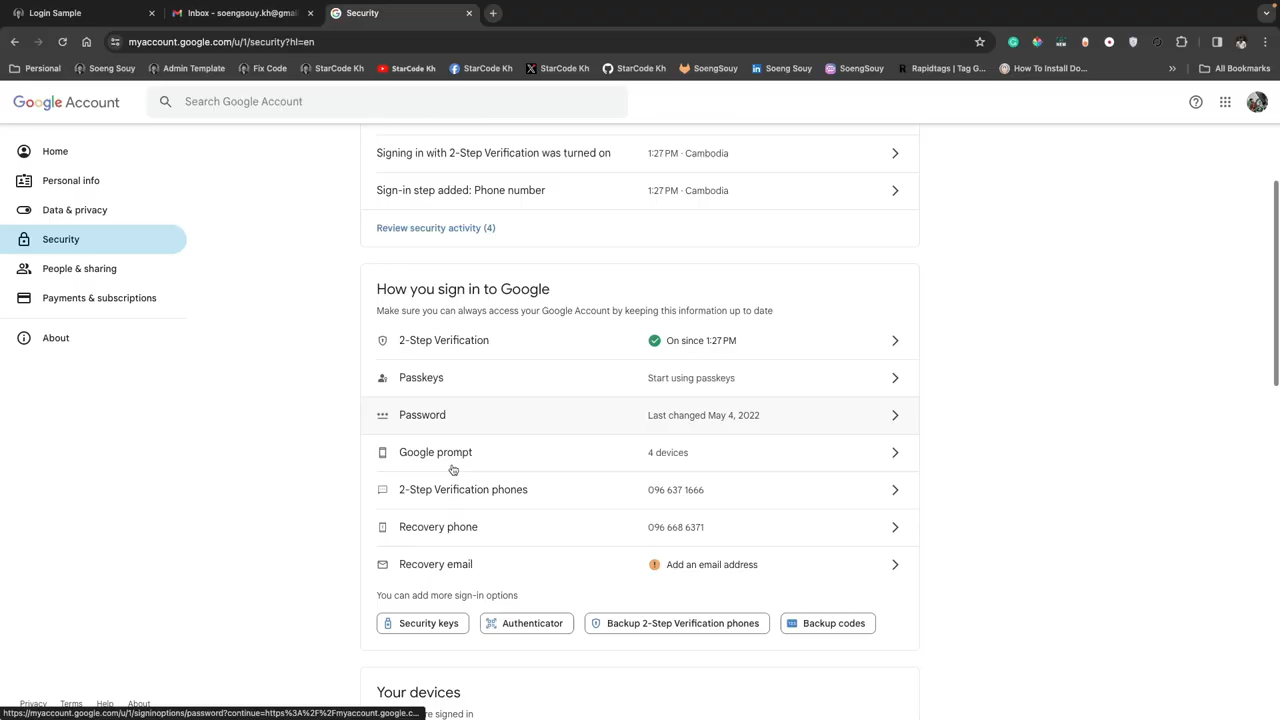 Login Sample
Inbox - soengsouy.kh@gmai
Security
myaccount.google.com/u/1/security?hl=en
Persional
Soeng Souy
Admin Template
Fix Code
StarCode Kh
StarCode Kh
StarCode Kh
StarCode Kh
StarCode Kh
SoengSouy
Soeng Souy
SoengSouy
Rapidtags | Tag G...
How To Install Do...
»
All Bookmarks
Google Account
Search Google Account
Home
Personal info
Data & privacy
Security
People & sharing
Payments & subscriptions
About
Signing in with 2-Step Verification was turned on
1:27 PM · Cambodia
Sign-in step added: Phone number
1:27 PM · Cambodia
Review security activity (4)
How you sign in to Google
Make sure you can always access your Google Account by keeping this information up to date
2-Step Verification
On since 1:27 PM
Passkeys
Start using passkeys
Password
Last changed May 4, 2022
Google prompt
4 devices
2-Step Verification phones
096 637 1666
Recovery phone
096 668 6371
Recovery email
Add an email address
You can add more sign-in options
Security keys
Authenticator
Backup 2-Step Verification phones
Backup codes
Your devices
re signed in
Privacy
Terms
Help
About
https://myaccount.google.com/u/1/signinoptions/password?continue=https%3A%2F%2Fmyaccount.google.c...